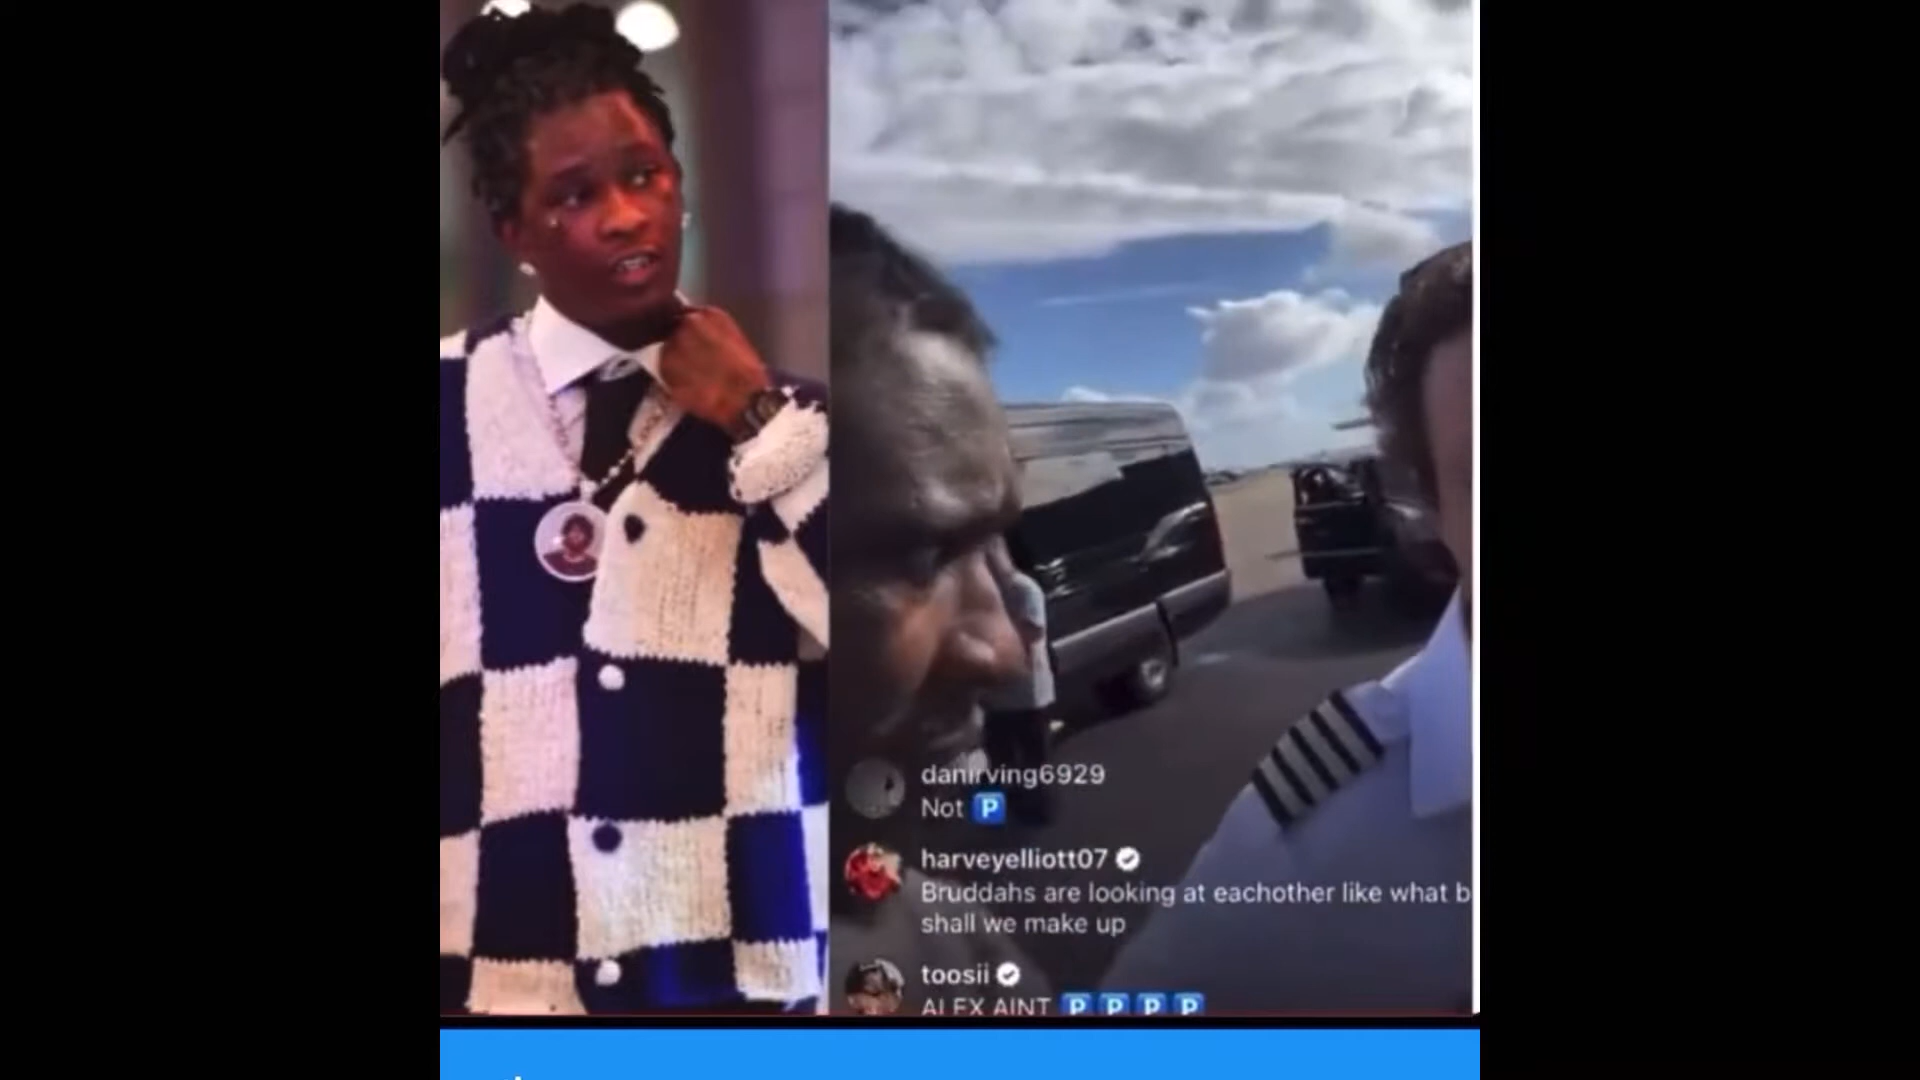 danirving6929
Not 🅿️
harveyelliott07
Bruddahs are looking at eachother like what b
shall we make up
toosii
ALEX AINT 🅿️🅿️🅿️🅿️